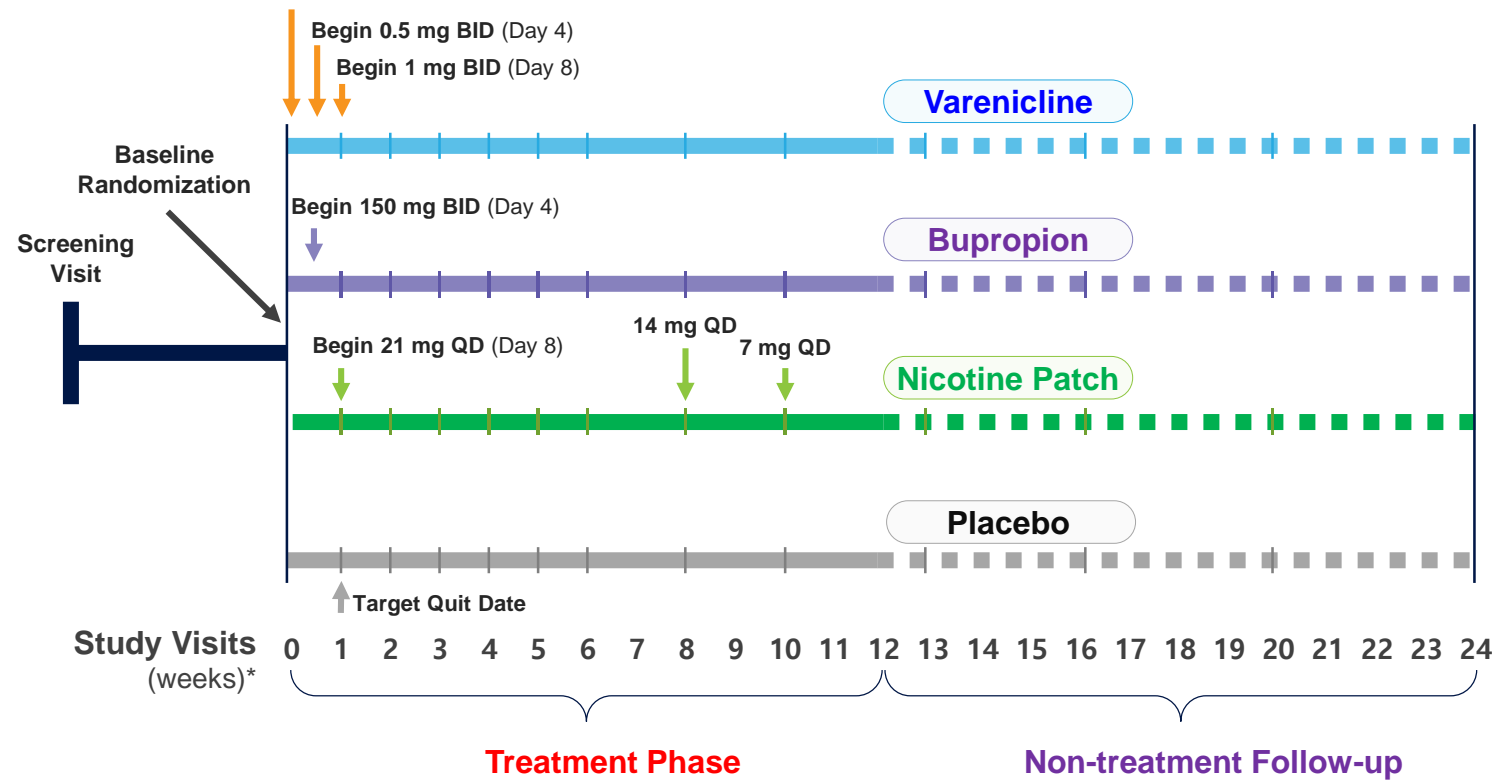 Begin 0.5 mg BID (Day 4)
Begin 1 mg BID (Day 8)
Varenicline
Baseline
Randomization
Begin 150 mg BID (Day 4)
Bupropion
Screening
Visit
14 mg QD
Begin 21 mg QD (Day 8)
7 mg QD
Nicotine Patch
Placebo
Target Quit Date
Study Visits
(weeks)*
0 1 2 3 4 5 6 7 8 9 10 11 12 13 14 15 16 17 18 19 20 21 22 23 24
Treatment Phase
Non-treatment Follow-up